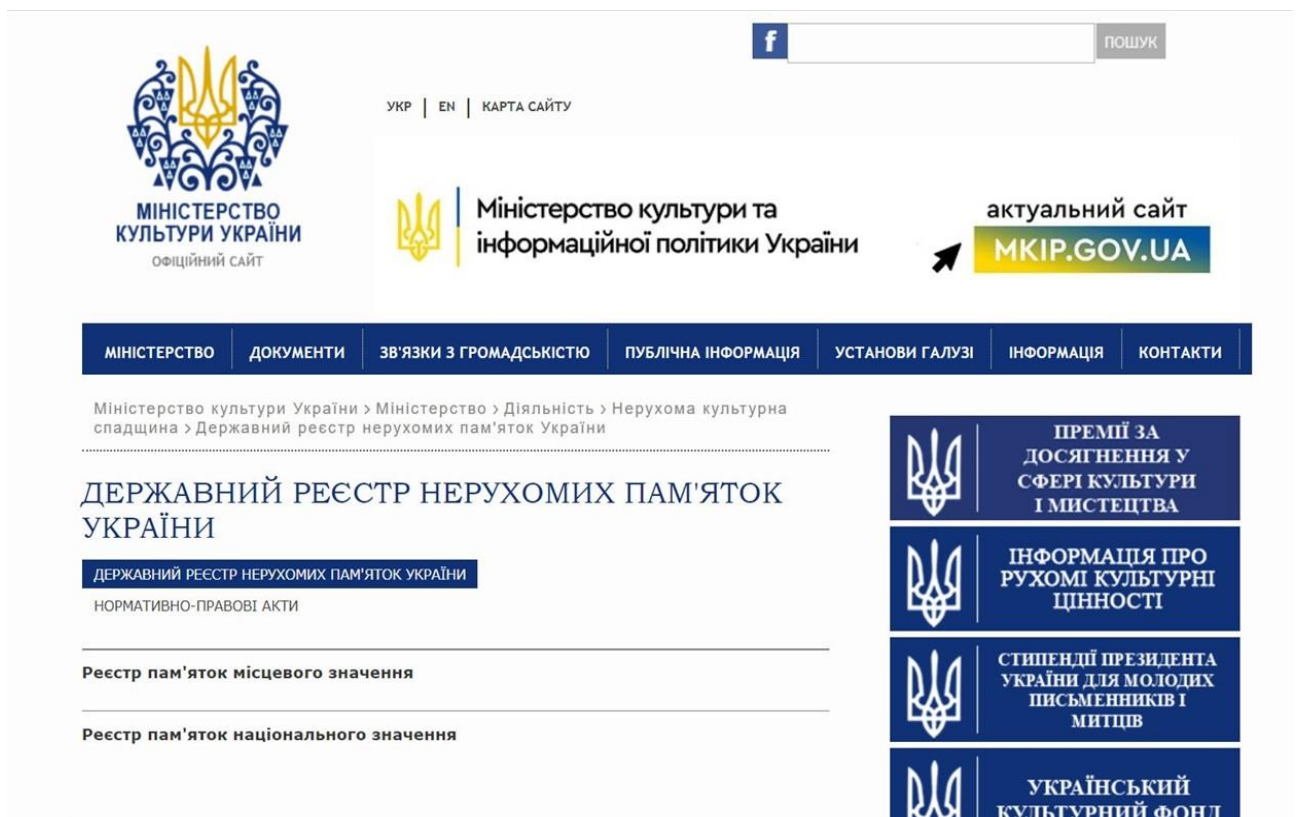 f
ПОШУК
УКР | EN | КАРТА САЙТУ
МІНІСТЕРСТВО
КУЛЬТУРИ УКРАЇНИ
ОФІЦІЙНИЙ САЙТ
Міністерство культури та
інформаційної політики України
актуальний сайт
MKIP.GOV.UA
МІНІСТЕРСТВО ДОКУМЕНТИ ЗВ'ЯЗКИ З ГРОМАДСЬКІСТЮ ПУБЛІЧНА ІНФОРМАЦІЯ УСТАНОВИ ГАЛУЗІ ІНФОРМАЦІЯ КОНТАКТИ
Міністерство культури України > Міністерство > Діяльність > Нерухома культурна
спадщина > Державний реєстр нерухомих пам'яток України
ДЕРЖАВНИЙ РЕЄСТР НЕРУХОМИХ ПАМ'ЯТОК
УКРАЇНИ
ДЕРЖАВНИЙ РЕЄСТР НЕРУХОМИХ ПАМ'ЯТОК УКРАЇНИ
НОРМАТИВНО-ПРАВОВІ АКТИ
Реєстр пам'яток місцевого значення
Реєстр пам'яток національного значення
ПРЕМІЇ ЗА
ДОСЯГНЕННЯ У
СФЕРІ КУЛЬТУРИ
І МИСТЕЦТВА
ІНФОРМАЦІЯ ПРО
РУХОМІ КУЛЬТУРНІ
ЦІННОСТІ
СТИПЕНДІЇ ПРЕЗИДЕНТА
УКРАЇНИ ДЛЯ МОЛОДИХ
ПИСЬМЕННИКІВ І
МИТЦІВ
УКРАЇНСЬКИЙ
КУЛЬТУРНИЙ ФОНД